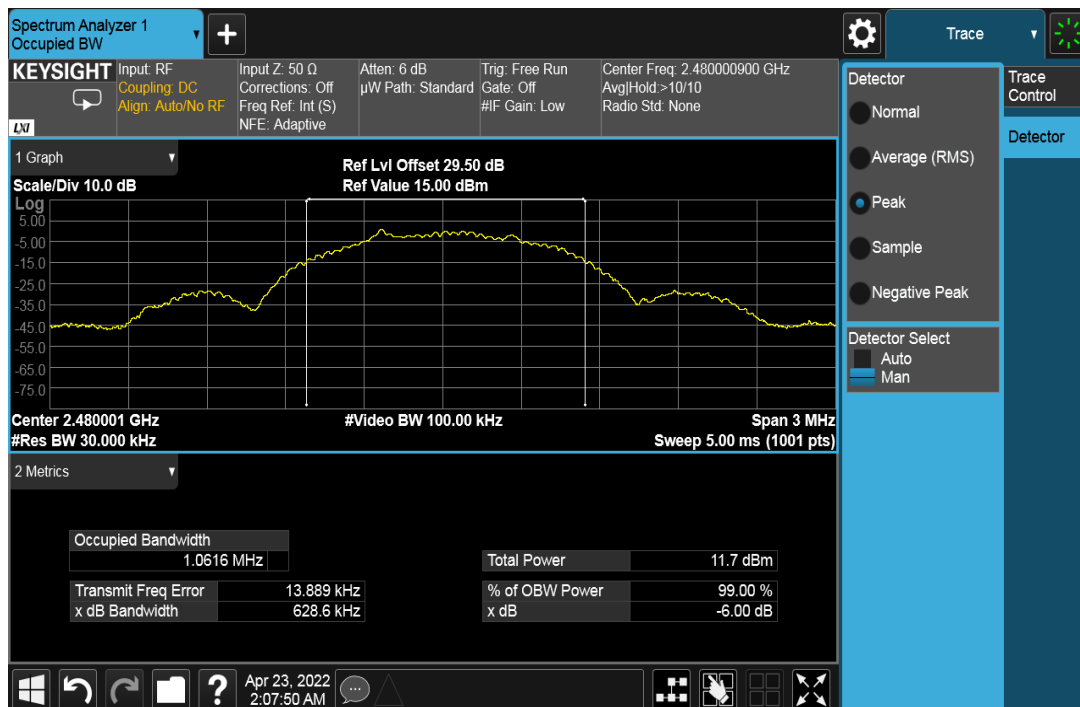 Spectrum Analyzer 1
Occupied BW
+
Trace
KEYSIGHT
LXI
Input: RF
Coupling: DC
Align: Auto/No RF
Input Z: 50 Ω
Corrections: Off
Freq Ref: Int (S)
NFE: Adaptive
Atten: 6 dB
µW Path: Standard
Trig: Free Run
Gate: Off
#IF Gain: Low
Center Freq: 2.480000900 GHz
Avg|Hold:>10/10
Radio Std: None
1 Graph
Scale/Div 10.0 dB
Ref Lvl Offset 29.50 dB
Ref Value 15.00 dBm
Log
5.00
-5.00
-15.0
-25.0
-35.0
-45.0
-55.0
-65.0
-75.0
Center 2.480001 GHz
#Video BW 100.00 kHz
Span 3 MHz
#Res BW 30.000 kHz
Sweep 5.00 ms (1001 pts)
2 Metrics
Occupied Bandwidth
1.0616 MHz
Total Power 11.7 dBm
Transmit Freq Error 13.889 kHz
% of OBW Power 99.00 %
x dB Bandwidth 628.6 kHz
x dB -6.00 dB
Detector
Normal
Average (RMS)
Peak
Sample
Negative Peak
Detector Select
Auto
Man
Trace
Control
Detector
?
Apr 23, 2022
2:07:50 AM